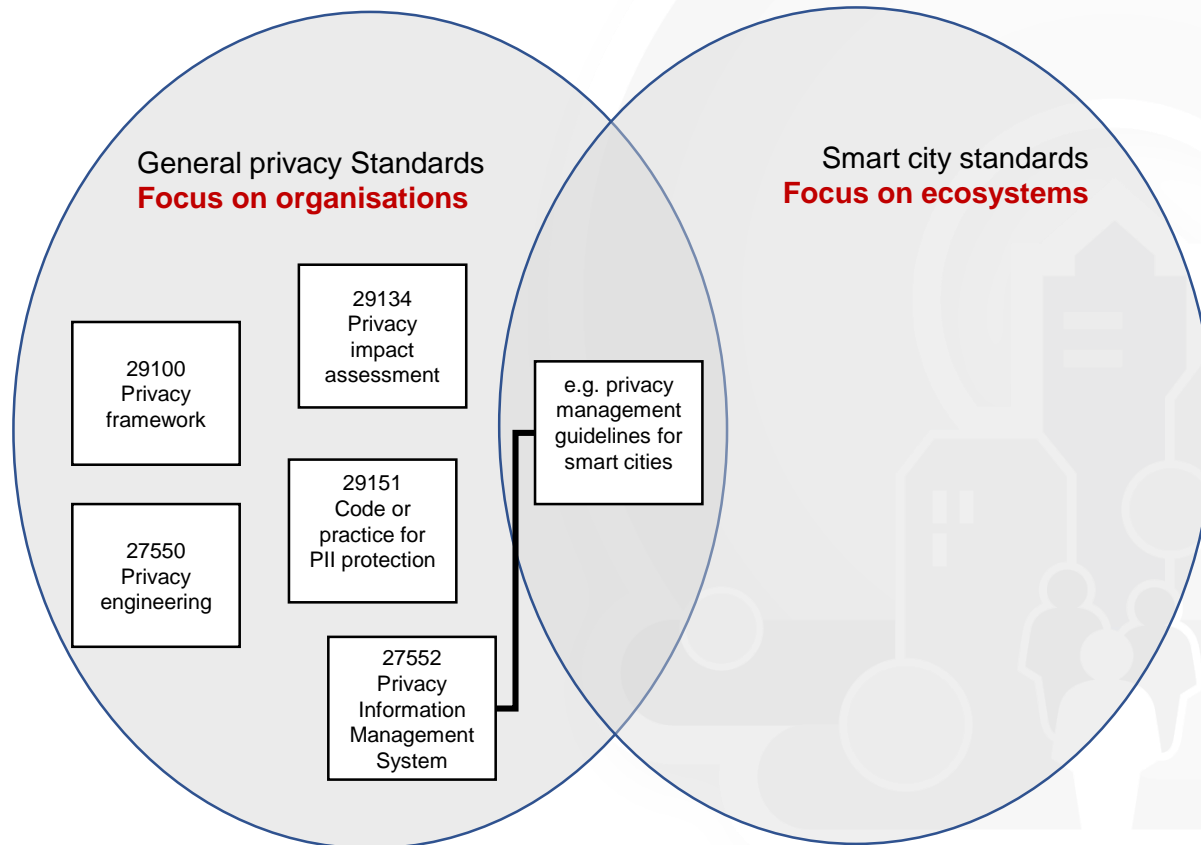 General privacy Standards
Focus on organisations
Smart city standards
Focus on ecosystems
29134
Privacy
impact
assessment
29100
Privacy
framework
e.g. privacy
management
guidelines for
smart cities
29151
Code or
practice for
PII protection
27550
Privacy
engineering
27552
Privacy
Information
Management
System